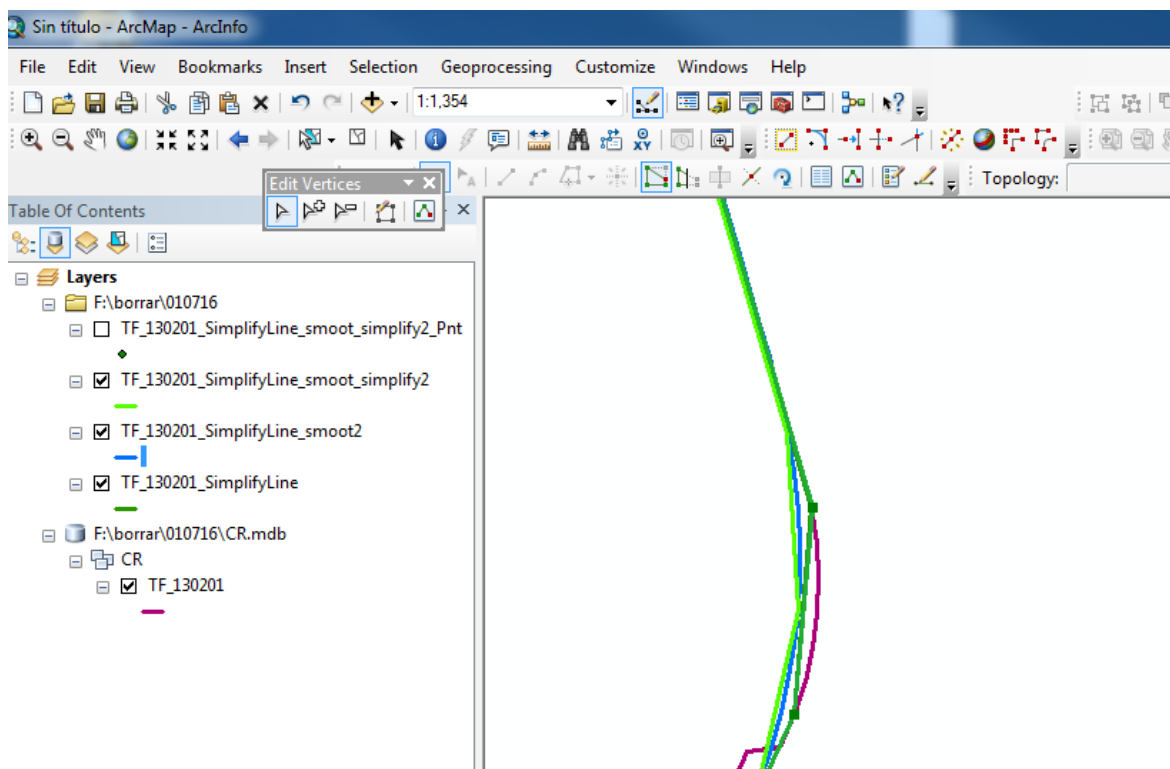 Sin título - ArcMap - ArcInfo
File Edit View Bookmarks Insert Selection Geoprocessing Customize Windows Help
1:1,354
Edit Vertices
Topology:
Table Of Contents
Layers
F:\borrar\010716
TF_130201_SimplifyLine_smoot_simplify2_Pnt
TF_130201_SimplifyLine_smoot_simplify2
TF_130201_SimplifyLine_smoot2
TF_130201_SimplifyLine
F:\borrar\010716\CR.mdb
CR
TF_130201